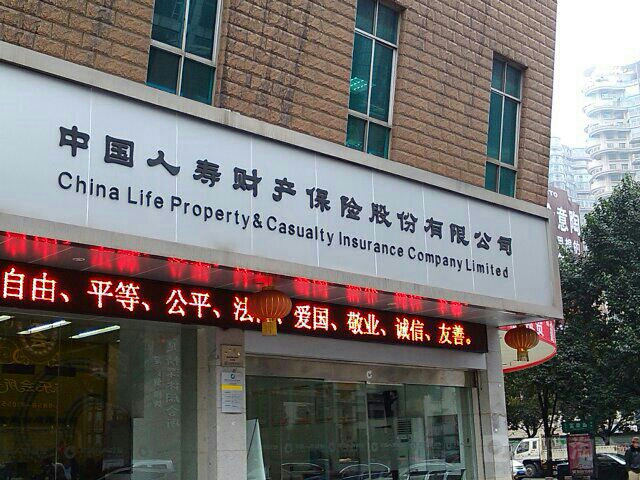 中国人寿财产保险股份有限公司
China Life Property & Casualty Insurance Company Limited
自由、平等、公平、法治、爱国、敬业、诚信、友善。